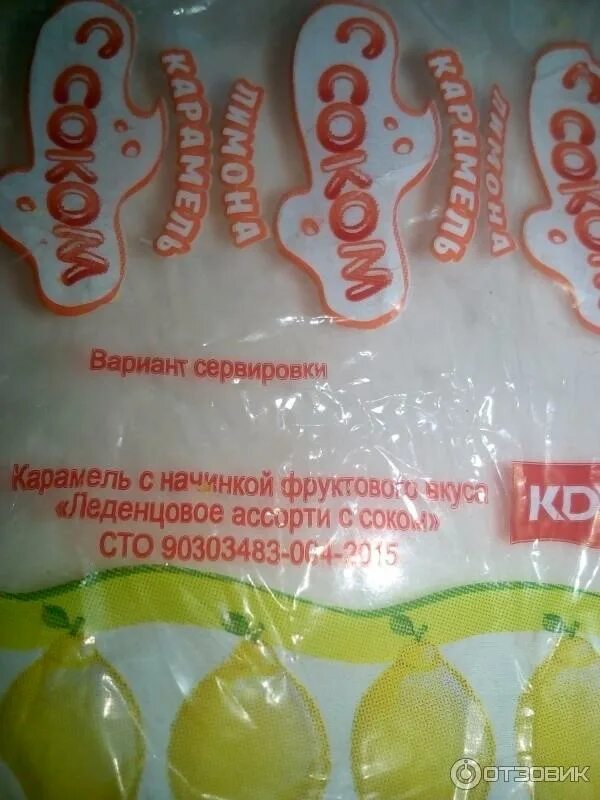 С СОКОМ
КАРАМЕЛЬ
ЛИМОНА
С СОКОМ
КАРАМЕЛЬ
ЛИМОНА
С СОКОМ
Вариант сервировки
Карамель с начинкой фруктового вкуса
«Леденцовое ассорти с соком»
СТО 90303483-004-2015
KD
ОТЗОВИК